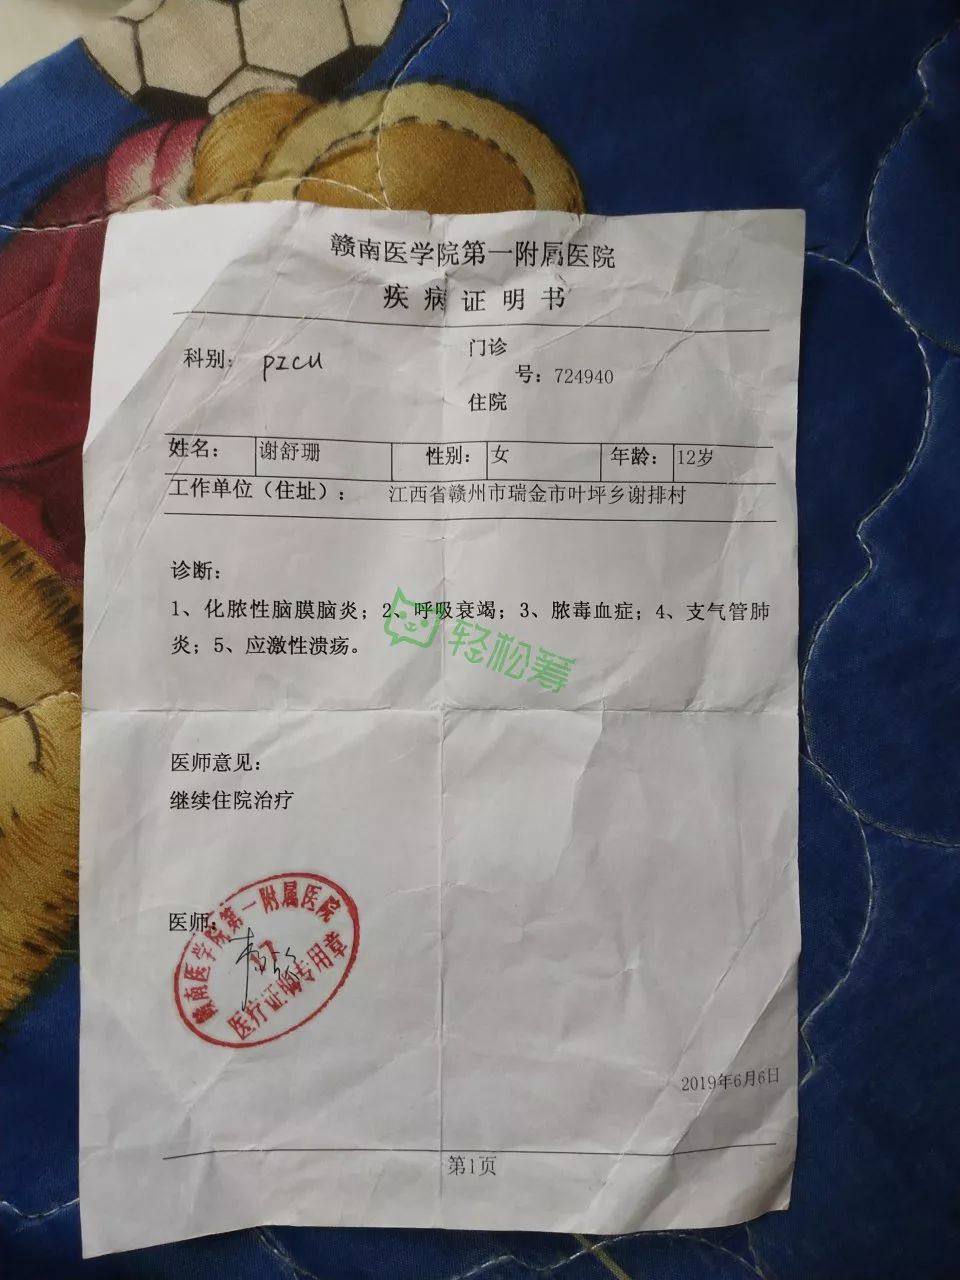 赣南医学院第一附属医院
疾病证明书
科别： PICU
门诊
号：724940
住院
姓名： 谢舒珊 性别： 女 年龄： 12岁
工作单位（住址）： 江西省赣州市瑞金市叶坪乡谢排村
诊断：
1、化脓性脑膜脑炎；2、呼吸衰竭；3、脓毒血症；4、支气管肺
炎；5、应激性溃疡。
轻松筹
医师意见：
继续住院治疗
医师：
赣南医学院第一附属医院
医疗证明专用章
2019年6月6日
第1页